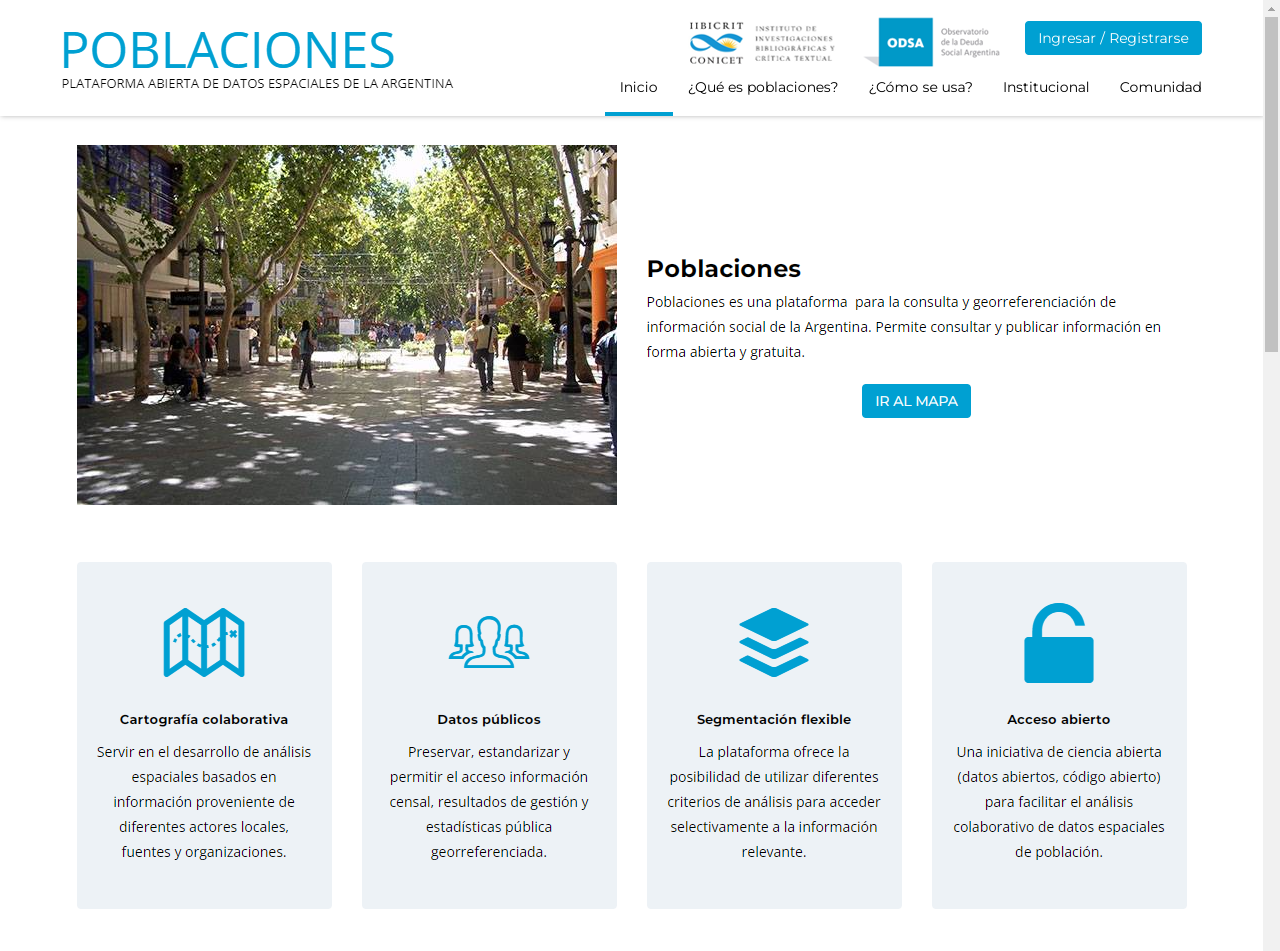 POBLACIONES
PLATAFORMA ABIERTA DE DATOS ESPACIALES DE LA ARGENTINA
IIBICRIT
CONICET
INSTITUTO DE
INVESTIGACIONES
BIBLIOGRÁFICAS Y
CRÍTICA TEXTUAL
ODSA
Observatorio
de la Deuda
Social Argentina
Ingresar / Registrarse
Inicio
¿Qué es poblaciones?
¿Cómo se usa?
Institucional
Comunidad
Poblaciones
Poblaciones es una plataforma  para la consulta y georreferenciación de
información social de la Argentina. Permite consultar y publicar información en
forma abierta y gratuita.
IR AL MAPA
Cartografía colaborativa
Servir en el desarrollo de análisis
espaciales basados en
información proveniente de
diferentes actores locales,
fuentes y organizaciones.
Datos públicos
Preservar, estandarizar y
permitir el acceso información
censal, resultados de gestión y
estadísticas pública
georreferenciada.
Segmentación flexible
La plataforma ofrece la
posibilidad de utilizar diferentes
criterios de análisis para acceder
selectivamente a la información
relevante.
Acceso abierto
Una iniciativa de ciencia abierta
(datos abiertos, código abierto)
para facilitar el análisis
colaborativo de datos espaciales
de población.